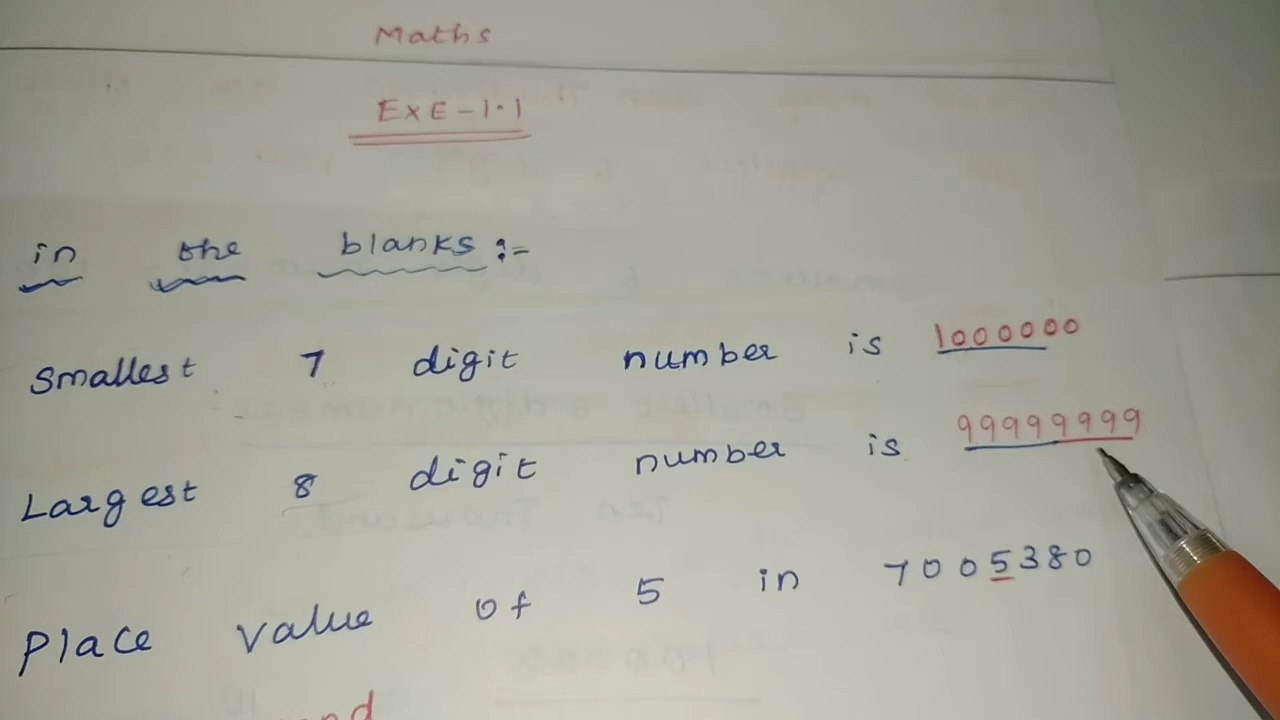 Maths
EXE-1.1
in the blanks :-
Smallest 7 digit number is 1000000
Largest 8 digit number is 99999999
Place value of 5 in 7005380